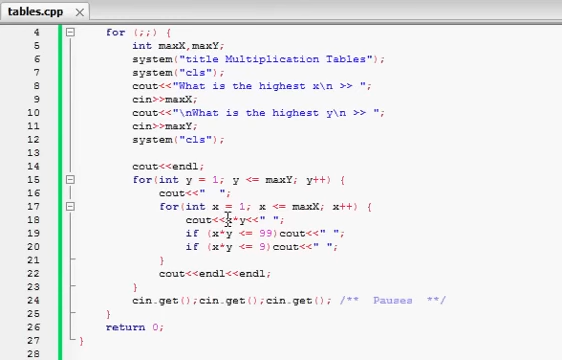 tables.cpp
4 for (;;) {
5 int maxX,maxY;
6 system("title Multiplication Tables");
7 system("cls");
8 cout<<"What is the highest x\n >> ";
9 cin>>maxX;
10 cout<<"\nWhat is the highest y\n >> ";
11 cin>>maxY;
12 system("cls");
13
14 cout<<endl;
15 for(int y = 1; y <= maxY; y++) {
16 cout<<"  ";
17 for(int x = 1; x <= maxX; x++) {
18 cout<<x*y<<" ";
19 if (x*y <= 99)cout<<" ";
20 if (x*y <= 9)cout<<" ";
21 }
22 cout<<endl<<endl;
23 }
24 cin.get();cin.get();cin.get(); /** Pauses **/
25 }
26 return 0;
27 }
28